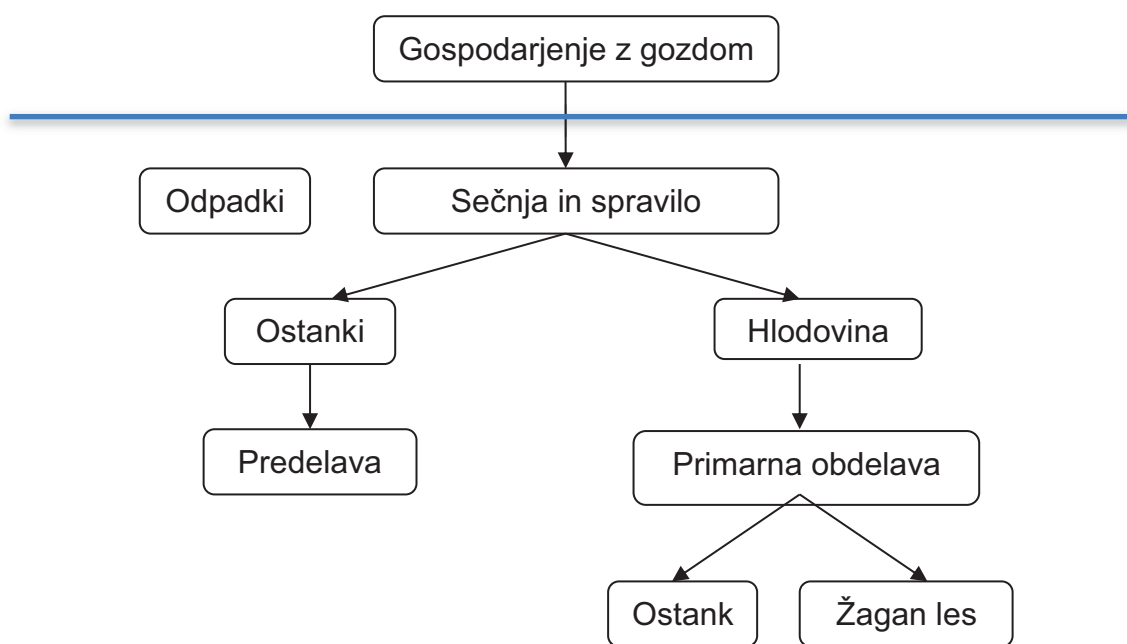 Gospodarjenje z gozdom
Odpadki
Sečnja in spravilo
Ostanki
Hlodovina
Predelava
Primarna obdelava
Ostank
Žagan les